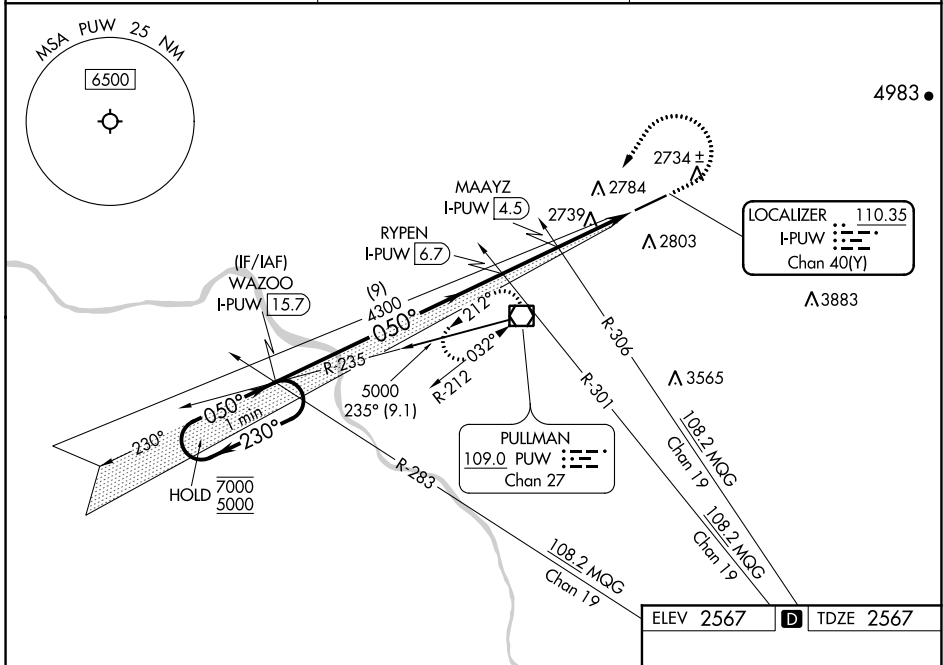 MSA PUW 25 NM
6500
4983
2734 ±
2784
MAAYZ
I-PUW 4.5
2739
LOCALIZER 110.35
I-PUW
Chan 40(Y)
2803
RYPEN
I-PUW 6.7
3883
(IF/IAF)
WAZOO
I-PUW 15.7
(9)
4300
050°
212°
032°
R-212
R-235
5000
235° (9.1)
R-306
R-301
3565
050°
1 min
230°
230°
HOLD 7000
5000
PULLMAN
109.0 PUW
Chan 27
R-283
108.2 MQG
Chan 19
108.2 MQG
Chan 19
108.2 MQG
Chan 19
ELEV 2567 D TDZE 2567